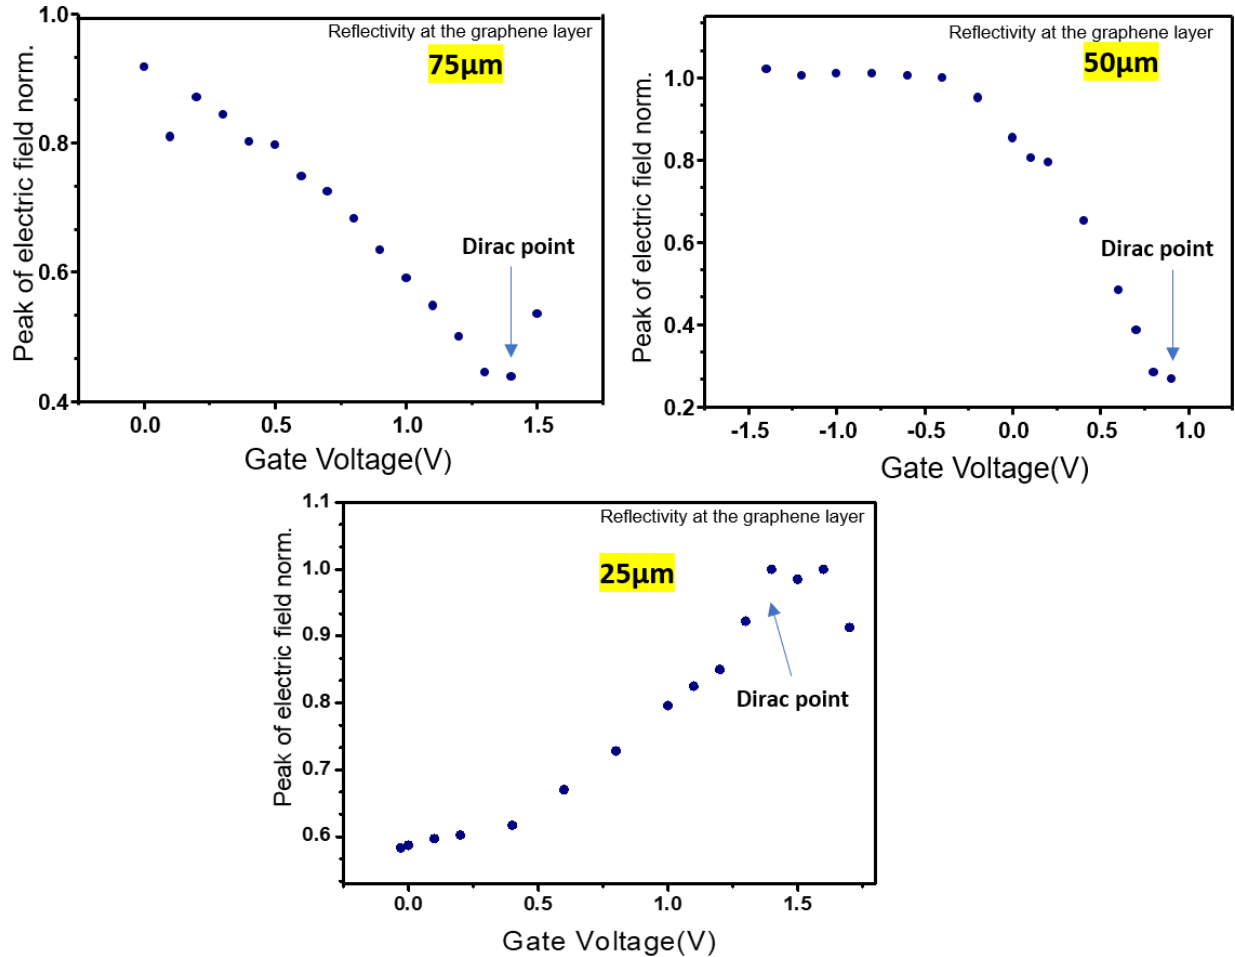 Reflectivity at the graphene layer
75µm
Peak of electric field norm.
1.0
0.8
0.6
0.4
Dirac point
0.0 0.5 1.0 1.5
Gate Voltage(V)
Reflectivity at the graphene layer
50µm
Peak of electric field norm.
1.0
0.8
0.6
0.4
0.2
Dirac point
-1.5 -1.0 -0.5 0.0 0.5 1.0
Gate Voltage(V)
Reflectivity at the graphene layer
25µm
Peak of electric field norm.
1.1
1.0
0.9
0.8
0.7
0.6
Dirac point
0.0 0.5 1.0 1.5
Gate Voltage(V)